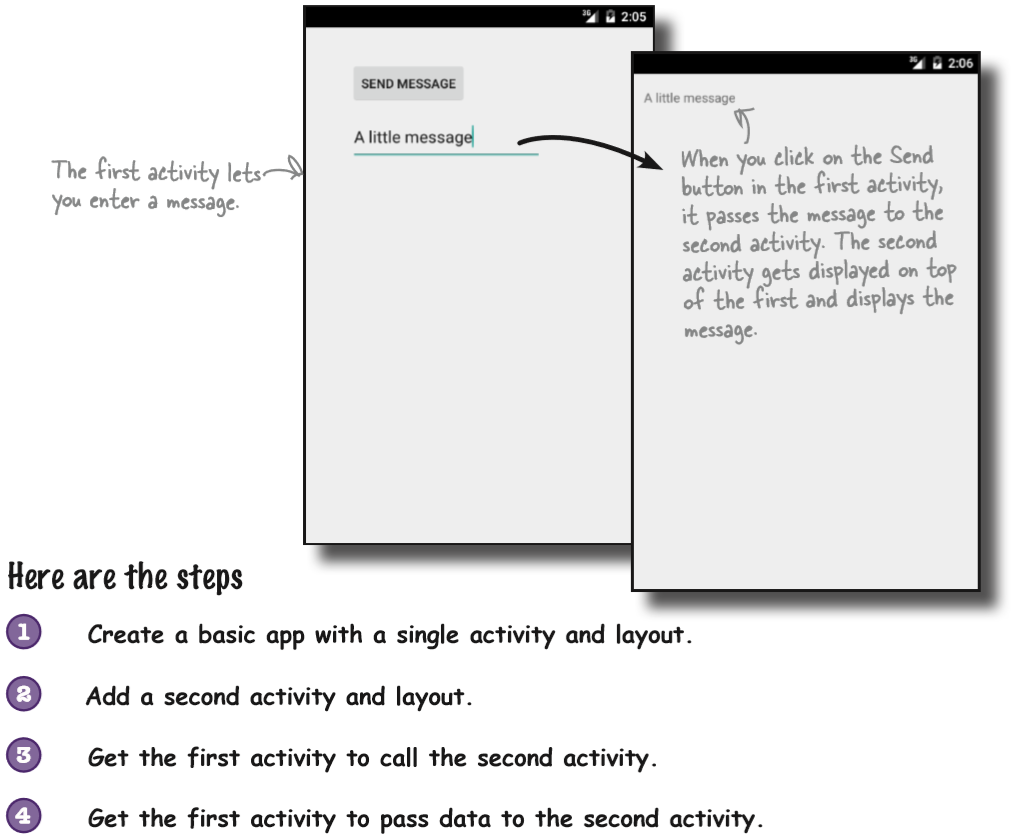 3G 2:05
SEND MESSAGE
A little message
The first activity lets
you enter a message.
3G 2:06
A little message
When you click on the Send
button in the first activity,
it passes the message to the
second activity. The second
activity gets displayed on top
of the first and displays the
message.
Here are the steps
1 Create a basic app with a single activity and layout.
2 Add a second activity and layout.
3 Get the first activity to call the second activity.
4 Get the first activity to pass data to the second activity.